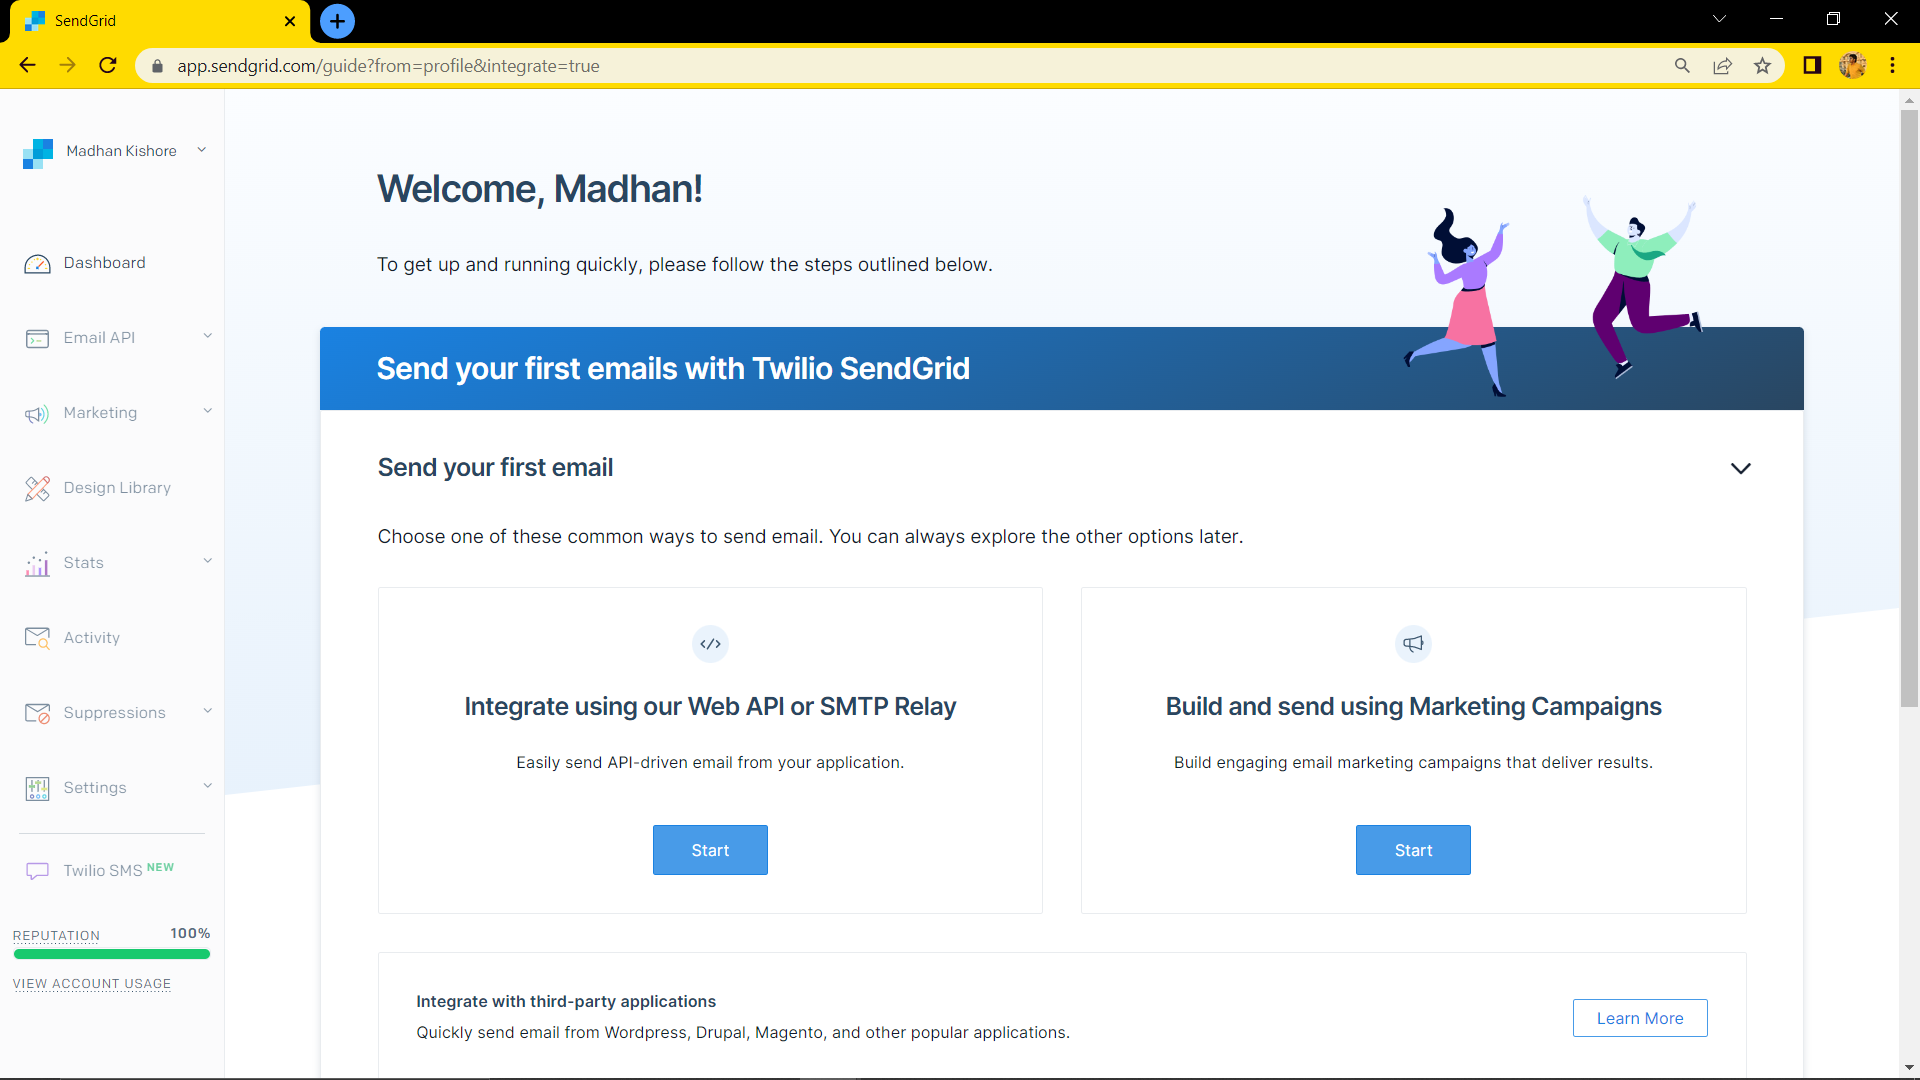 SendGrid
app.sendgrid.com/guide?from=profile&integrate=true
Madhan Kishore
Dashboard
Email API
Marketing
Design Library
Stats
Activity
Suppressions
Settings
Twilio SMS NEW
REPUTATION 100%
VIEW ACCOUNT USAGE
Welcome, Madhan!
To get up and running quickly, please follow the steps outlined below.
Send your first emails with Twilio SendGrid
Send your first email
Choose one of these common ways to send email. You can always explore the other options later.
Integrate using our Web API or SMTP Relay
Easily send API-driven email from your application.
Start
Build and send using Marketing Campaigns
Build engaging email marketing campaigns that deliver results.
Start
Integrate with third-party applications
Quickly send email from Wordpress, Drupal, Magento, and other popular applications.
Learn More